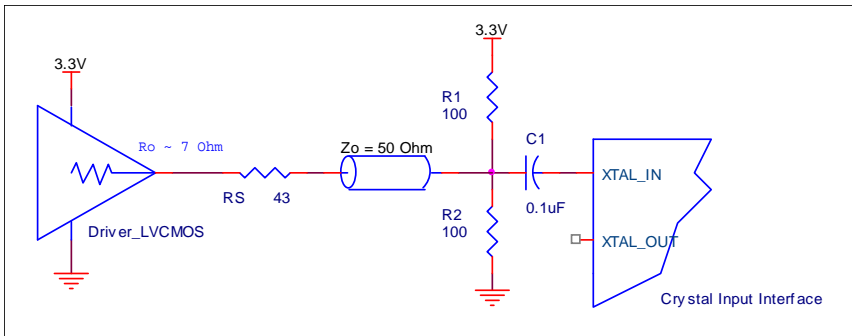 3.3V
3.3V
R1
100
Ro ~ 7 Ohm
Zo = 50 Ohm
C1
XTAL_IN
RS 43
0.1uF
R2
100
Driver_LVCMOS
XTAL_OUT
Crystal Input Interface